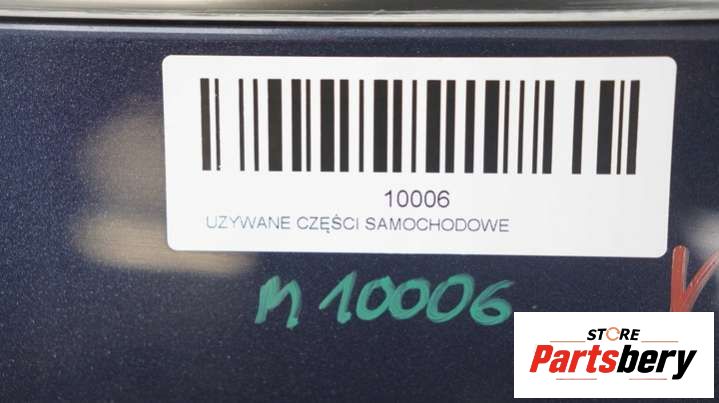 10006
UZYWANE CZĘŚCI SAMOCHODOWE
M 10006
STORE
Partsbery